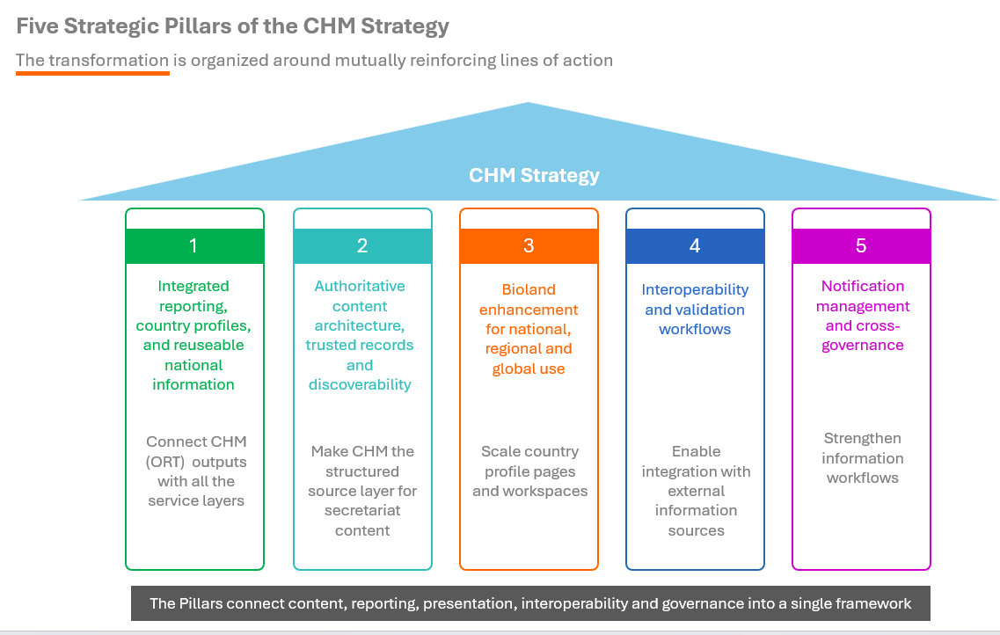 Five Strategic Pillars of the CHM Strategy
The transformation is organized around mutually reinforcing lines of action
CHM Strategy
1
Integrated
reporting,
country profiles,
and reuseable
national
information
Connect CHM
(ORT) outputs
with all the
service layers
2
Authoritative
content
architecture,
trusted records
and
discoverability
Make CHM the
structured
source layer for
secretariat
content
3
Bioland
enhancement
for national,
regional and
global use
Scale country
profile pages
and workspaces
4
Interoperability
and validation
workflows
Enable
integration with
external
information
sources
5
Notification
management
and cross-
governance
Strengthen
information
workflows
The Pillars connect content, reporting, presentation, interoperability and governance into a single framework